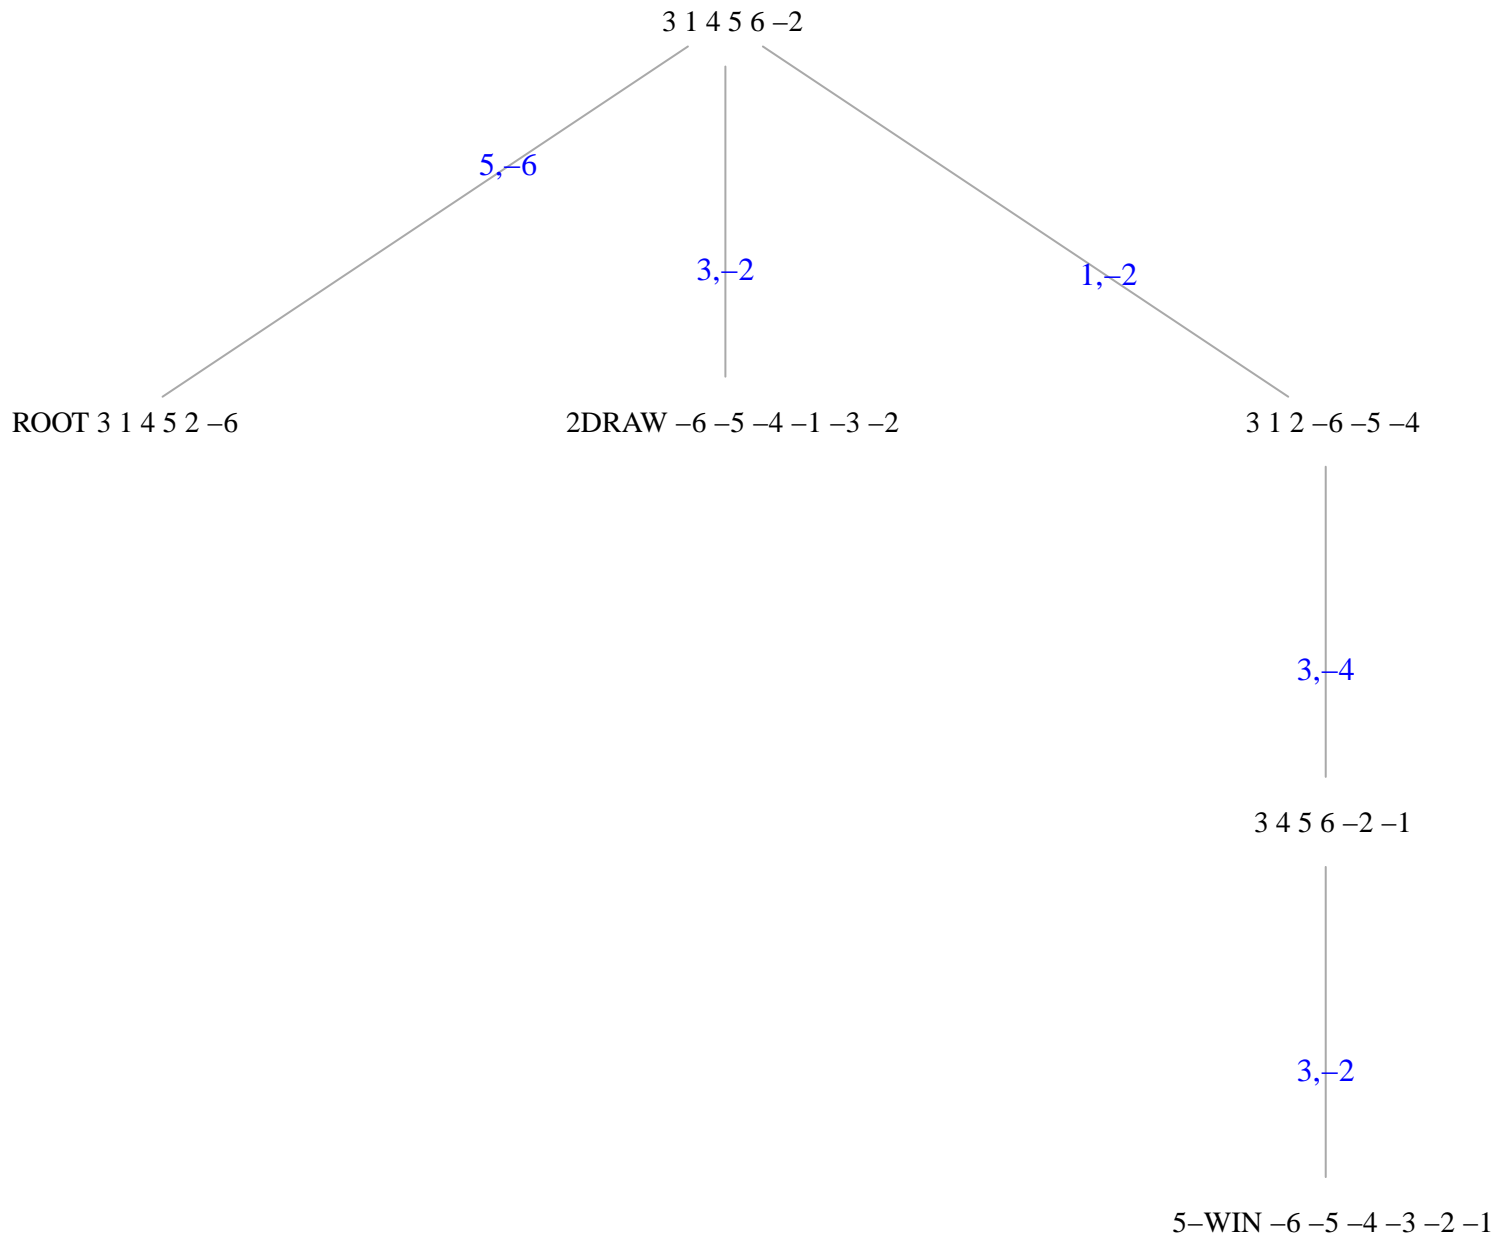 3 1 4 5 6 –2
5,–6
3,–2
1,–2
ROOT 3 1 4 5 2 –6
2DRAW –6 –5 –4 –1 –3 –2
3 1 2 –6 –5 –4
3,–4
3 4 5 6 –2 –1
3,–2
5–WIN –6 –5 –4 –3 –2 –1